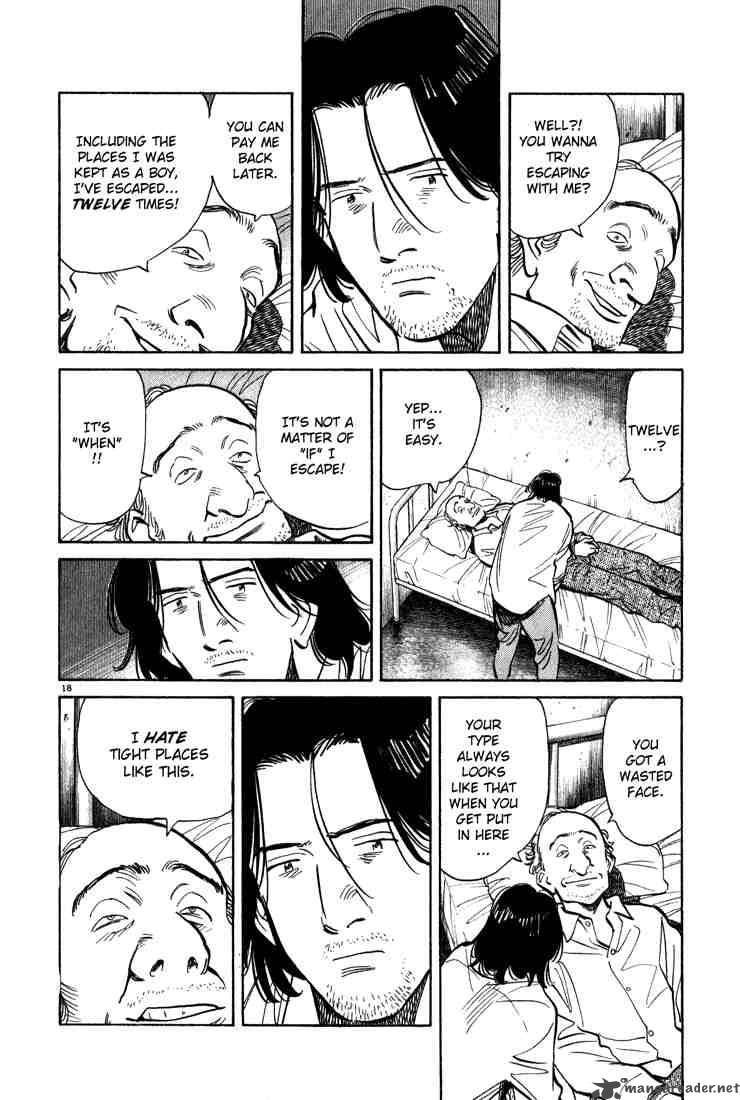 WELL?!
YOU WANNA
TRY
ESCAPING
WITH ME?
YOU CAN
PAY ME
BACK
LATER.
INCLUDING THE
PLACES I WAS
KEPT AS A BOY,
I'VE ESCAPED...
TWELVE TIMES!
TWELVE
...?
YEP...
IT'S
EASY.
IT'S NOT A
MATTER OF
"IF" I
ESCAPE!
IT'S
"WHEN"
!!
18
YOU
GOT A
WASTED
FACE.
YOUR
TYPE
ALWAYS
LOOKS
LIKE THAT
WHEN YOU
GET PUT
IN HERE
...
I HATE
TIGHT PLACES
LIKE THIS.
mangareader.net